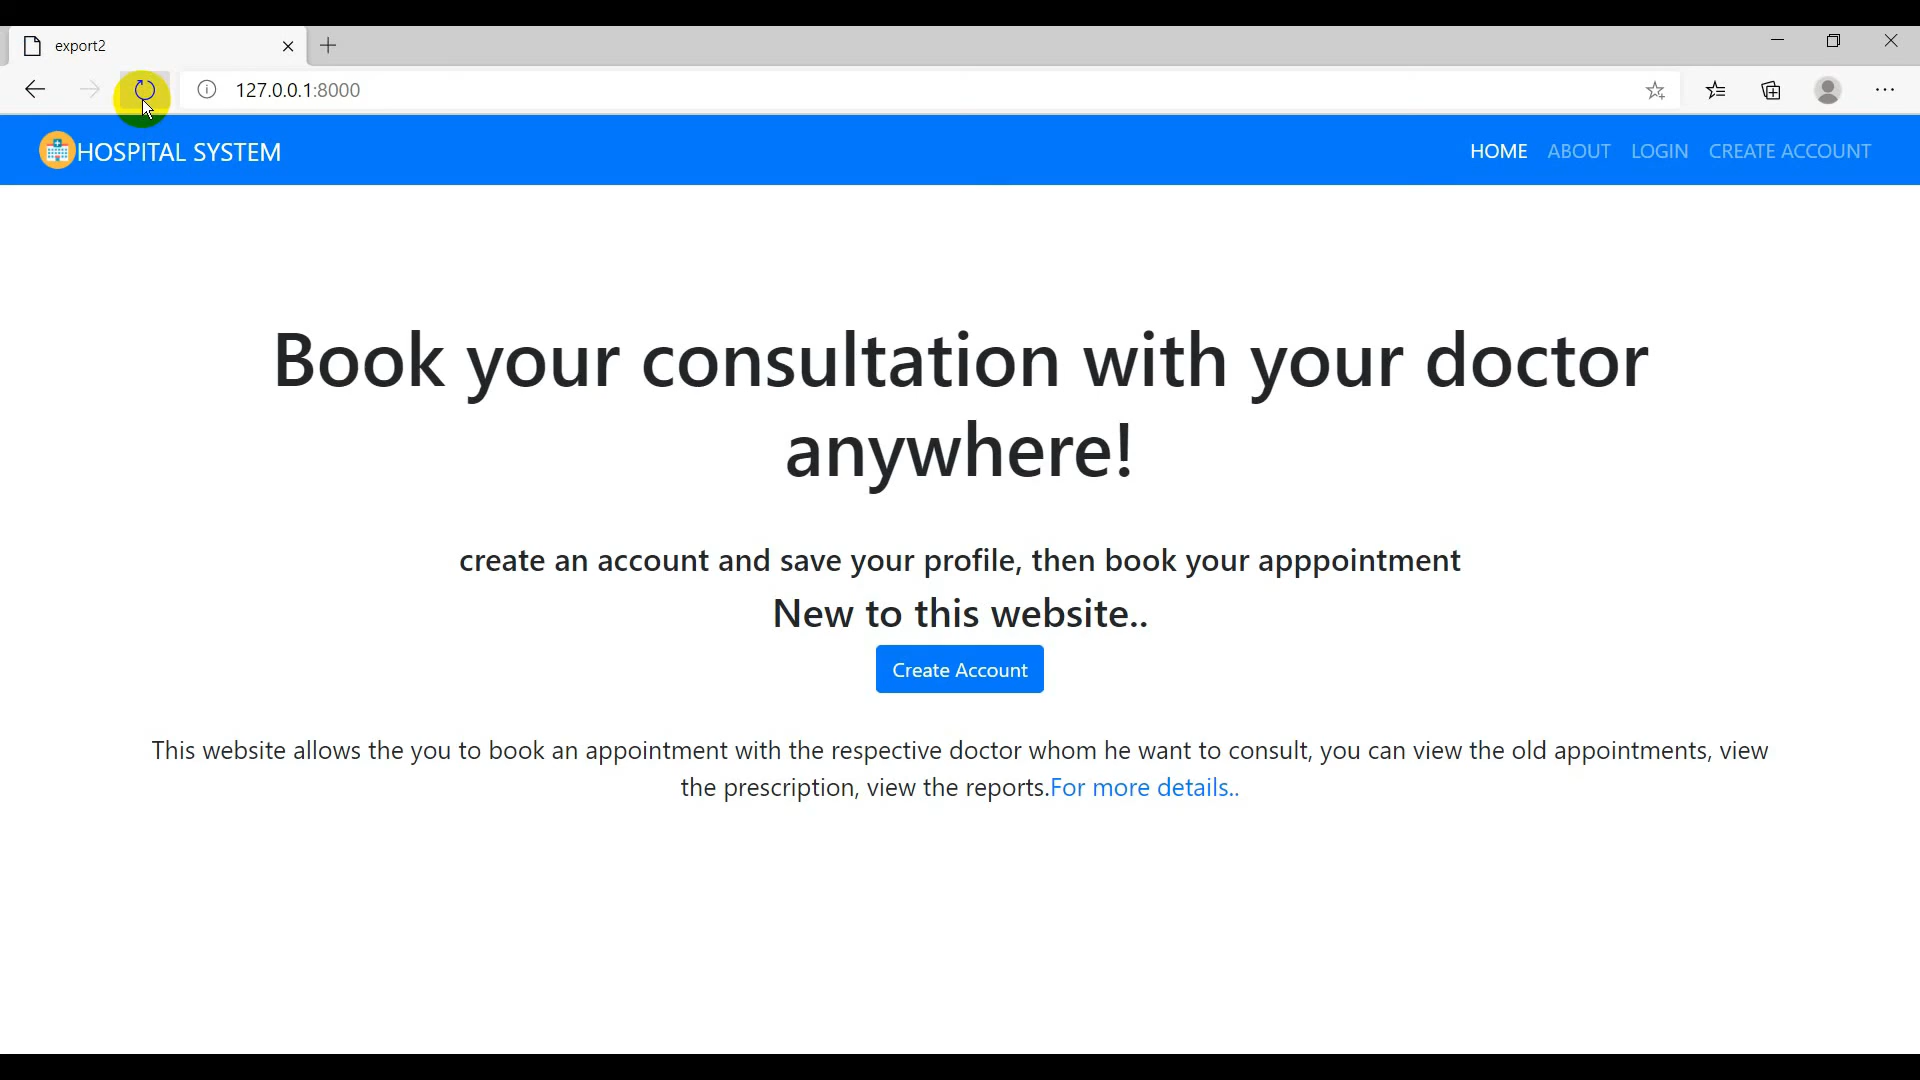 export2
127.0.0.1:8000
HOSPITAL SYSTEM
HOME ABOUT LOGIN CREATE ACCOUNT
Book your consultation with your doctor
anywhere!
create an account and save your profile, then book your apppointment
New to this website..
Create Account
This website allows the you to book an appointment with the respective doctor whom he want to consult, you can view the old appointments, view
the prescription, view the reports.For more details..